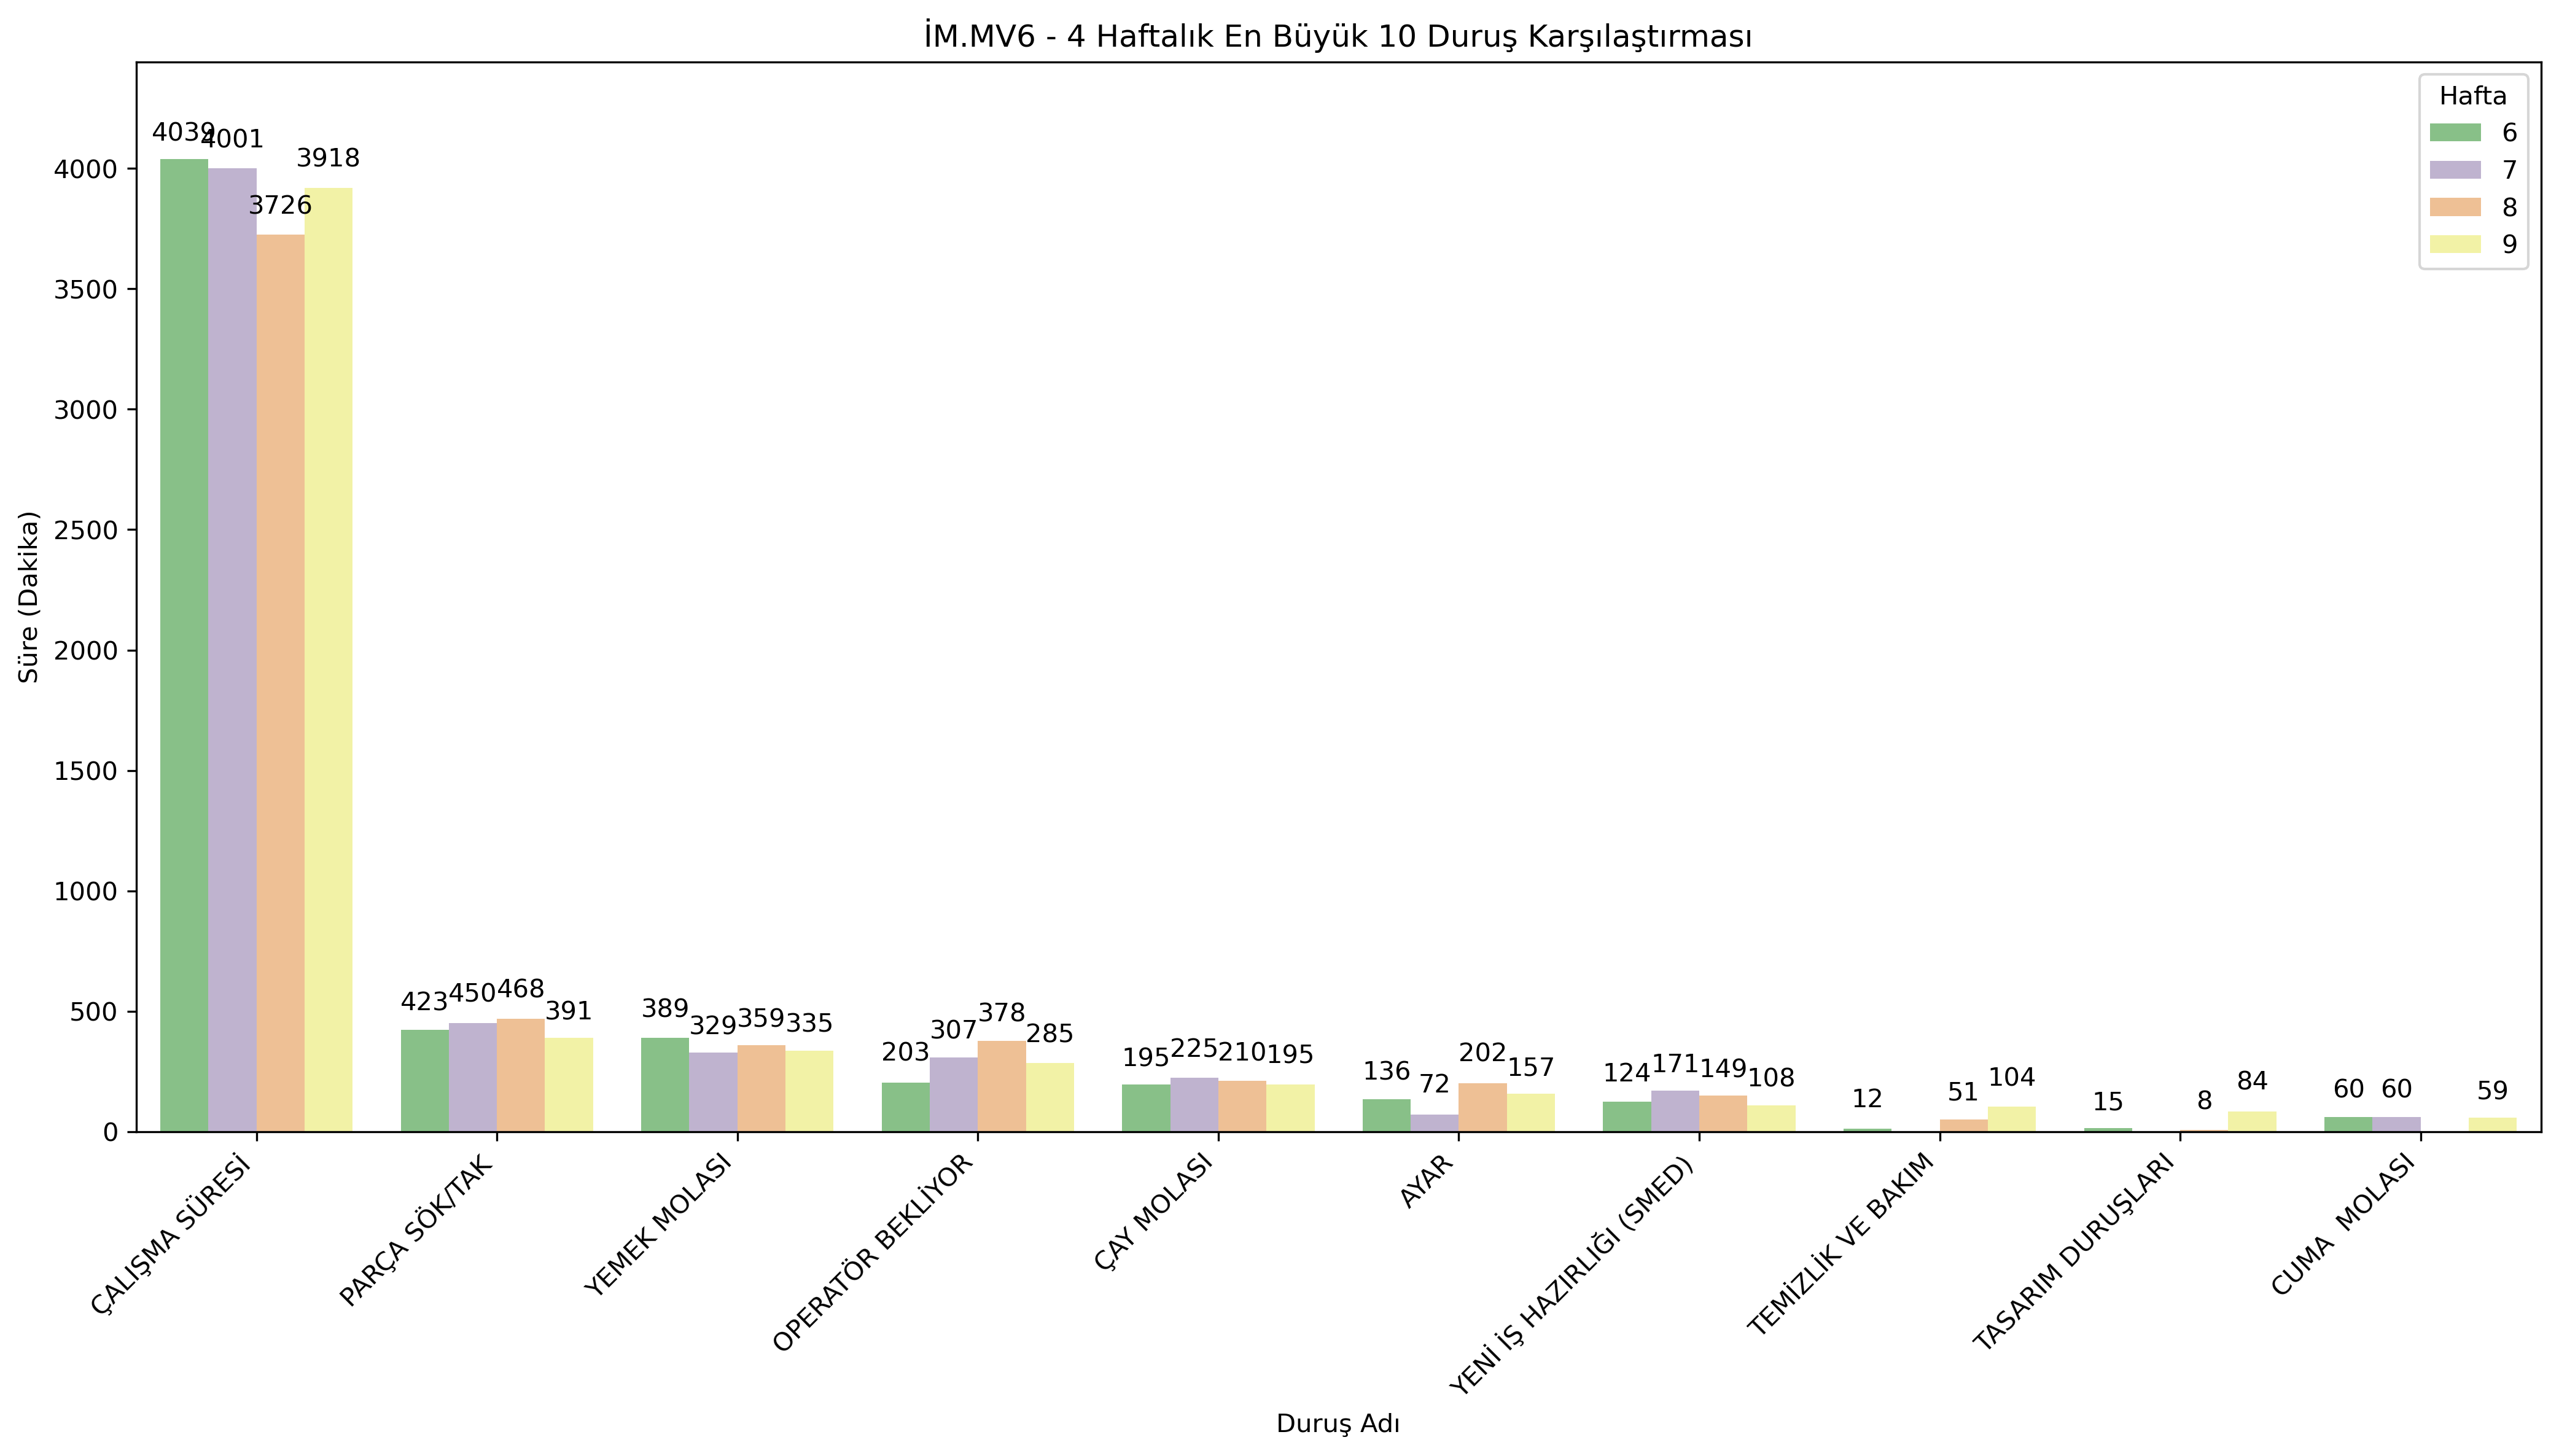 İM.MV6 - 4 Haftalık En Büyük 10 Duruş Karşılaştırması
Hafta
6
7
8
9
Süre (Dakika)
4000
3500
3000
2500
2000
1500
1000
500
0
4039 4001 3726 3918
423 450 468 391
389 329 359 335
203 307 378 285
195 225 210 195
136 72 202 157
124 171 149 108
12 51 104
15 8 84
60 60 59
ÇALIŞMA SÜRESİ
PARÇA SÖK/TAK
YEMEK MOLASI
OPERATÖR BEKLİYOR
ÇAY MOLASI
AYAR
YENİ İŞ HAZIRLIĞI (SMED)
TEMİZLİK VE BAKIM
TASARIM DURUŞLARI
CUMA  MOLASI
Duruş Adı